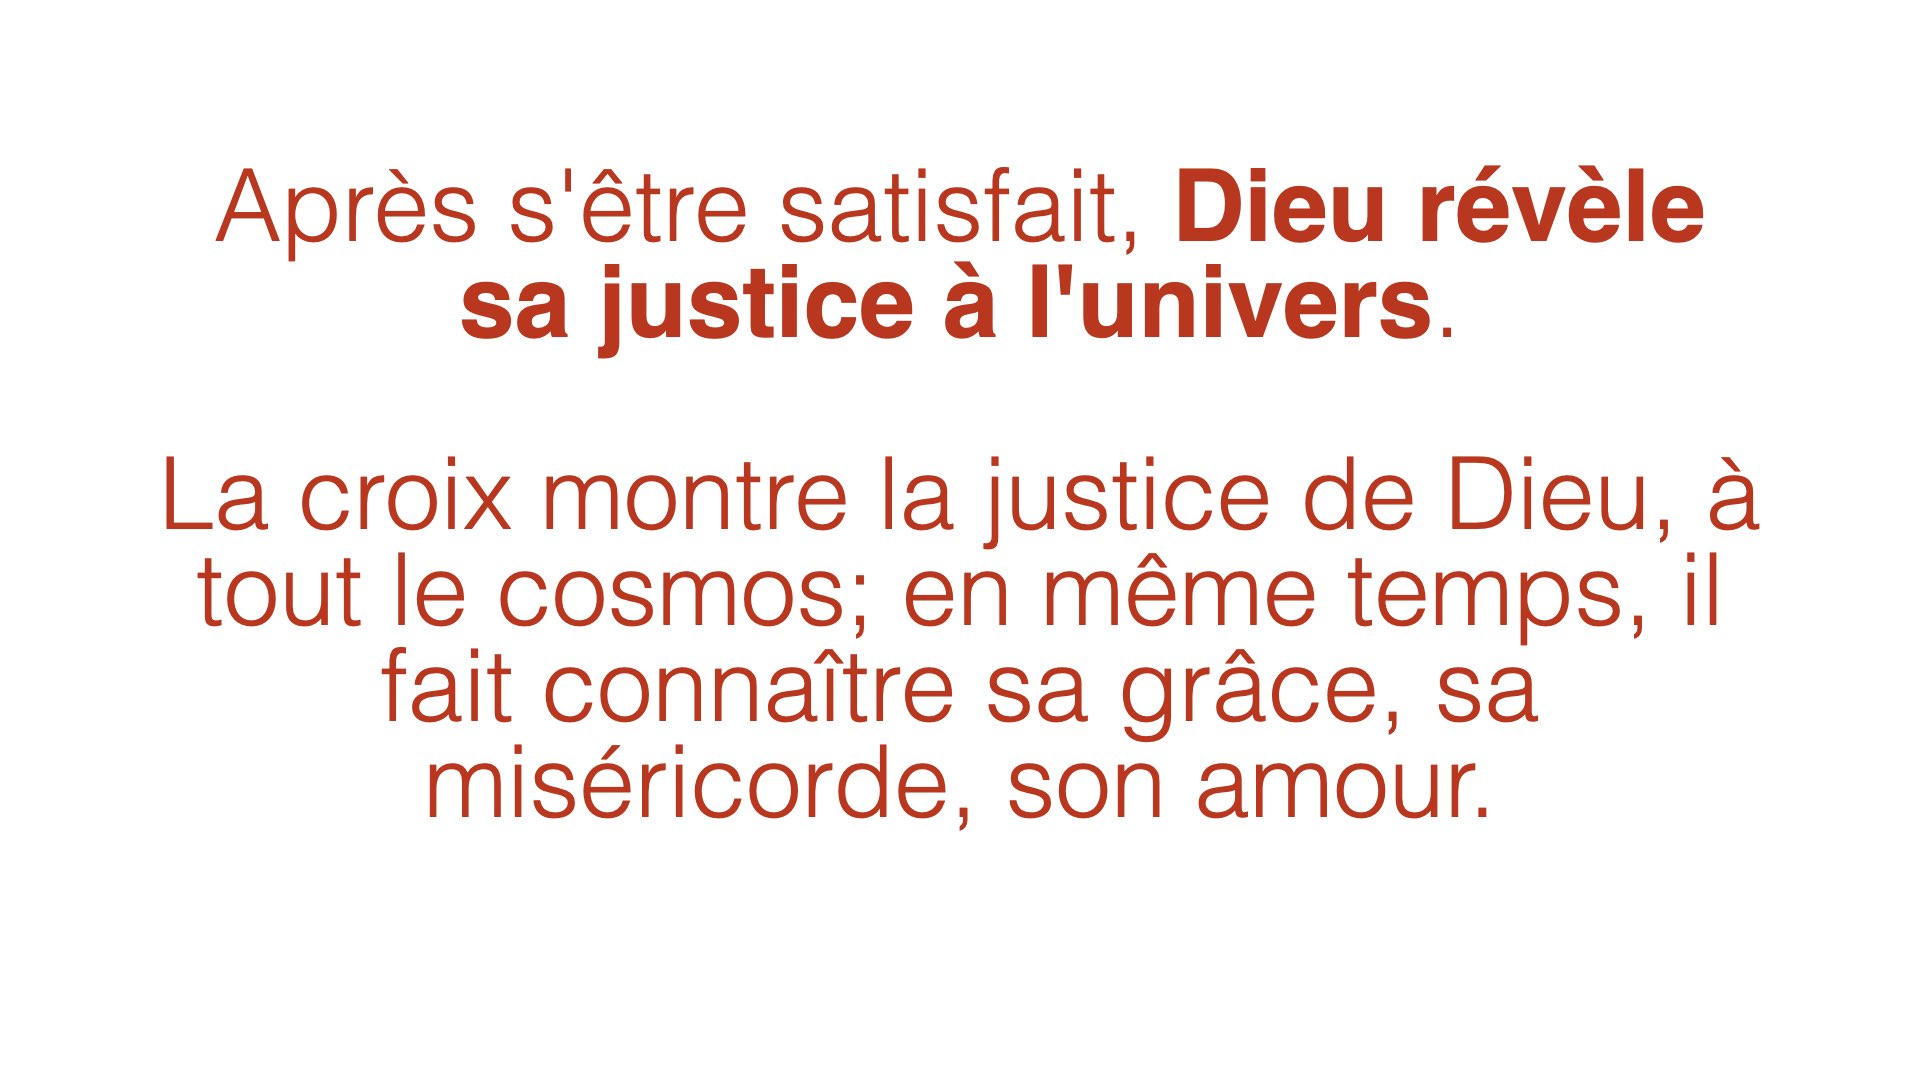 Après s'être satisfait, Dieu révèle
sa justice à l'univers.
La croix montre la justice de Dieu, à
tout le cosmos; en même temps, il
fait connaître sa grâce, sa
miséricorde, son amour.